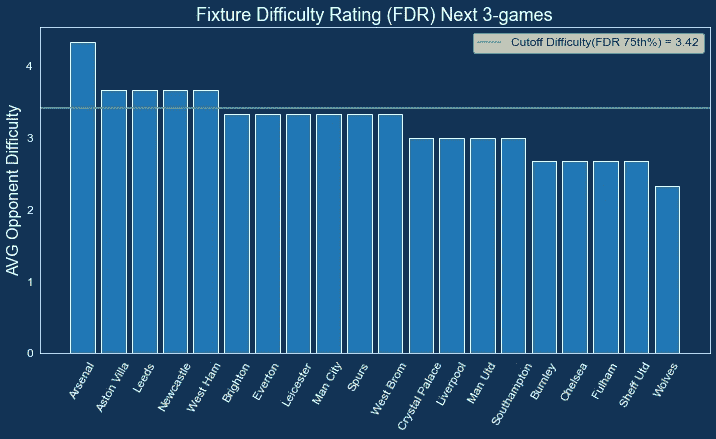 Fixture Difficulty Rating (FDR) Next 3-games
Cutoff Difficulty(FDR 75th%) = 3.42
AVG Opponent Difficulty
4
3
2
1
0
Arsenal
Aston Villa
Leeds
Newcastle
West Ham
Brighton
Everton
Leicester
Man City
Spurs
West Brom
Crystal Palace
Liverpool
Man Utd
Southampton
Burnley
Chelsea
Fulham
Sheff Utd
Wolves